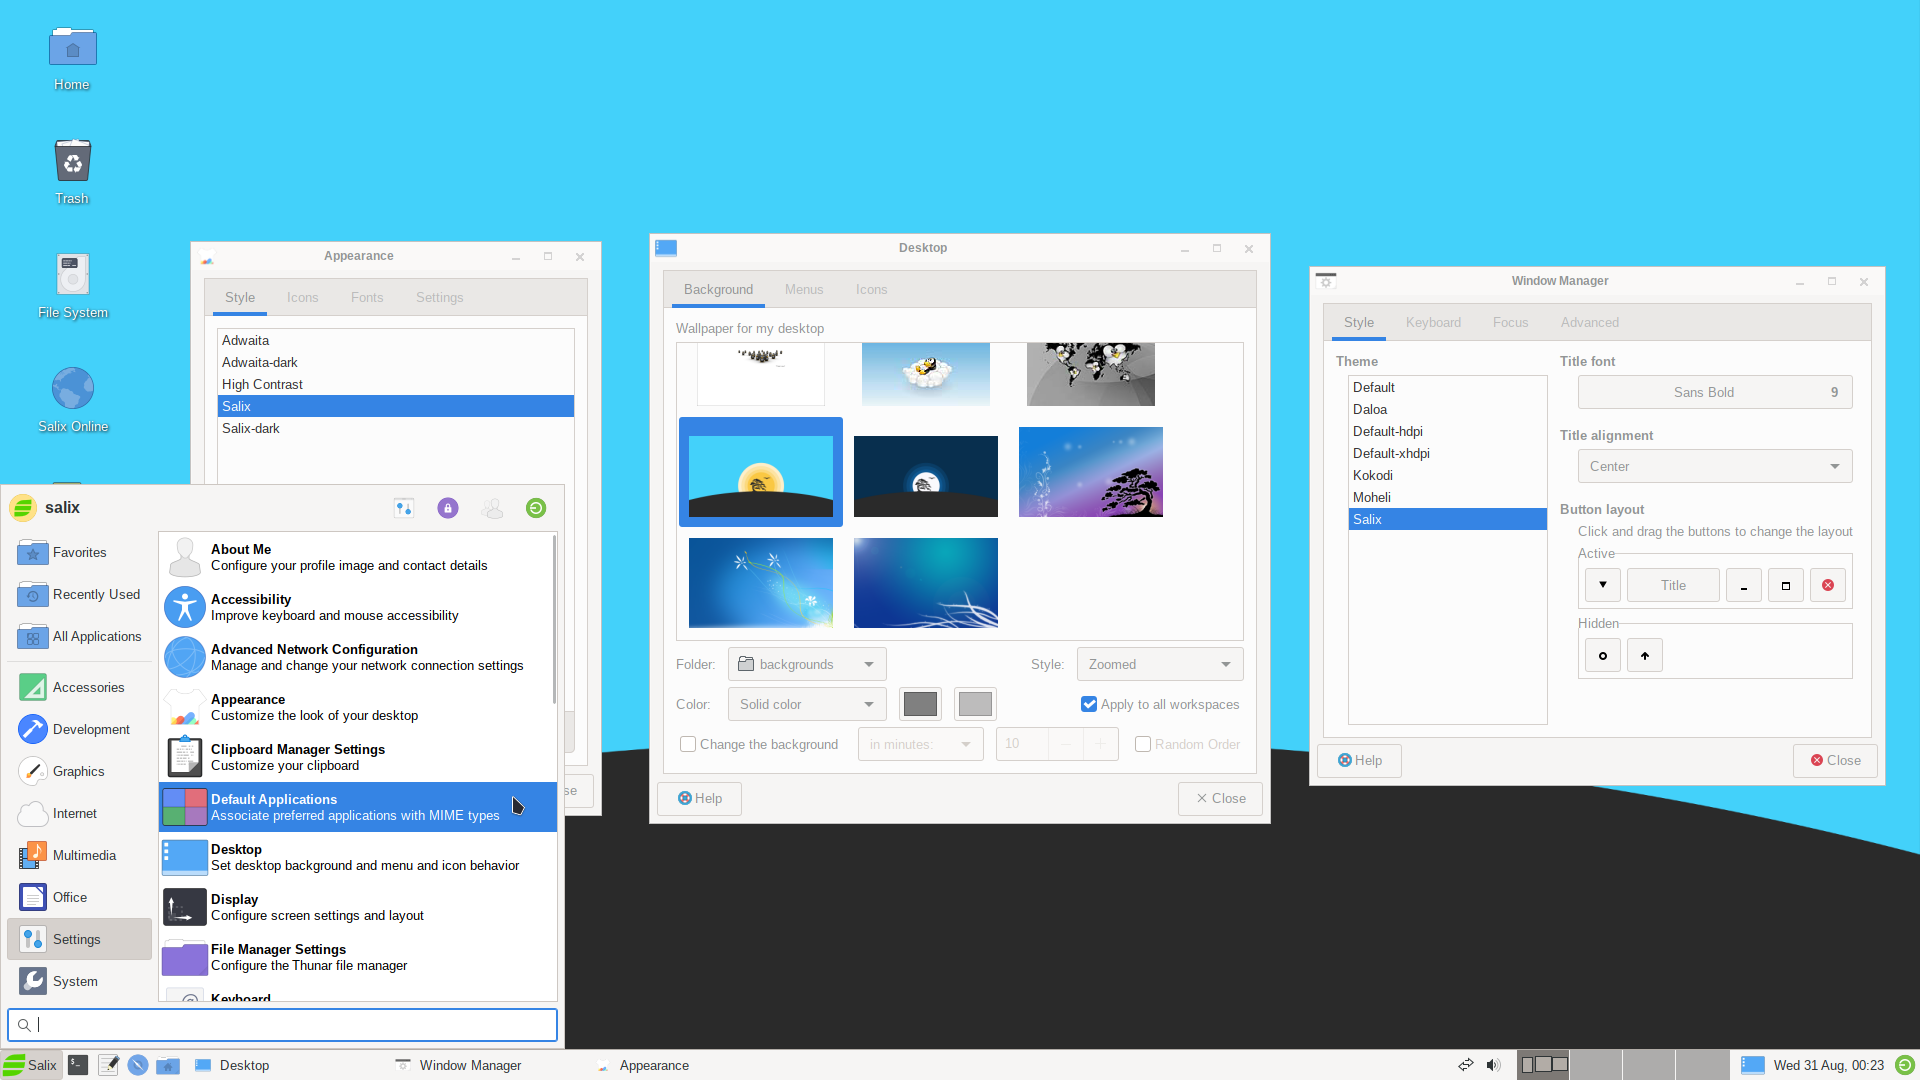 Home
Trash
File System
Salix Online
Appearance
Style
Icons
Fonts
Settings
Adwaita
Adwaita-dark
High Contrast
Salix
Salix-dark
Desktop
Background
Menus
Icons
Wallpaper for my desktop
Folder:
backgrounds
Style:
Zoomed
Color:
Solid color
Apply to all workspaces
Change the background
in minutes:
10
Random Order
Help
Close
Window Manager
Style
Keyboard
Focus
Advanced
Theme
Default
Daloa
Default-hdpi
Default-xhdpi
Kokodi
Moheli
Salix
Title font
Sans Bold 9
Title alignment
Center
Button layout
Click and drag the buttons to change the layout
Active
Title
Hidden
Help
Close
salix
Favorites
Recently Used
All Applications
Accessories
Development
Graphics
Internet
Multimedia
Office
Settings
System
About Me
Configure your profile image and contact details
Accessibility
Improve keyboard and mouse accessibility
Advanced Network Configuration
Manage and change your network connection settings
Appearance
Customize the look of your desktop
Clipboard Manager Settings
Customize your clipboard
Default Applications
Associate preferred applications with MIME types
Desktop
Set desktop background and menu and icon behavior
Display
Configure screen settings and layout
File Manager Settings
Configure the Thunar file manager
Keyboard
se
Salix
Desktop
Window Manager
Appearance
Wed 31 Aug, 00:23